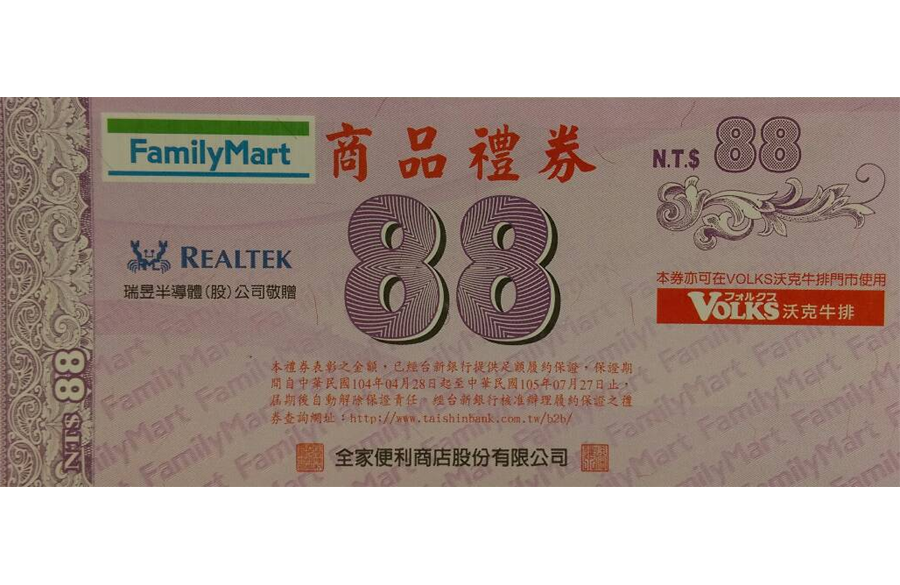 FamilyMart
商品禮券
N.T.$ 88
88
REALTEK
瑞昱半導體(股)公司敬贈
本券亦可在VOLKS沃克牛排門市使用
フォルクス
VOLKS沃克牛排
本禮券表彰之金額，已經台新銀行提供足額履約保證，保證期
間自中華民國104年04月28日起至中華民國105年07月27日止，
屆期後自動解除保證責任。經台新銀行核准辦理履約保證之禮
券查詢網址：http://www.taishinbank.com.tw/b2b/
全家便利商店股份有限公司
N.T.$ 88